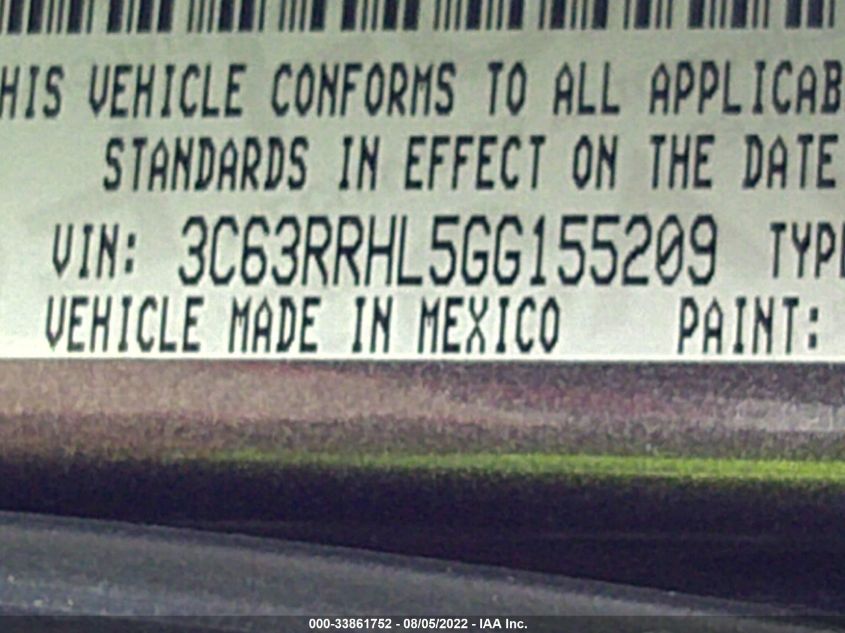 HIS VEHICLE CONFORMS TO ALL APPLICAB
STANDARDS IN EFFECT ON THE DATE
VIN: 3C63RRHL5GG155209 TYP
VEHICLE MADE IN MEXICO PAINT:
000-33861752 - 08/05/2022 - IAA Inc.